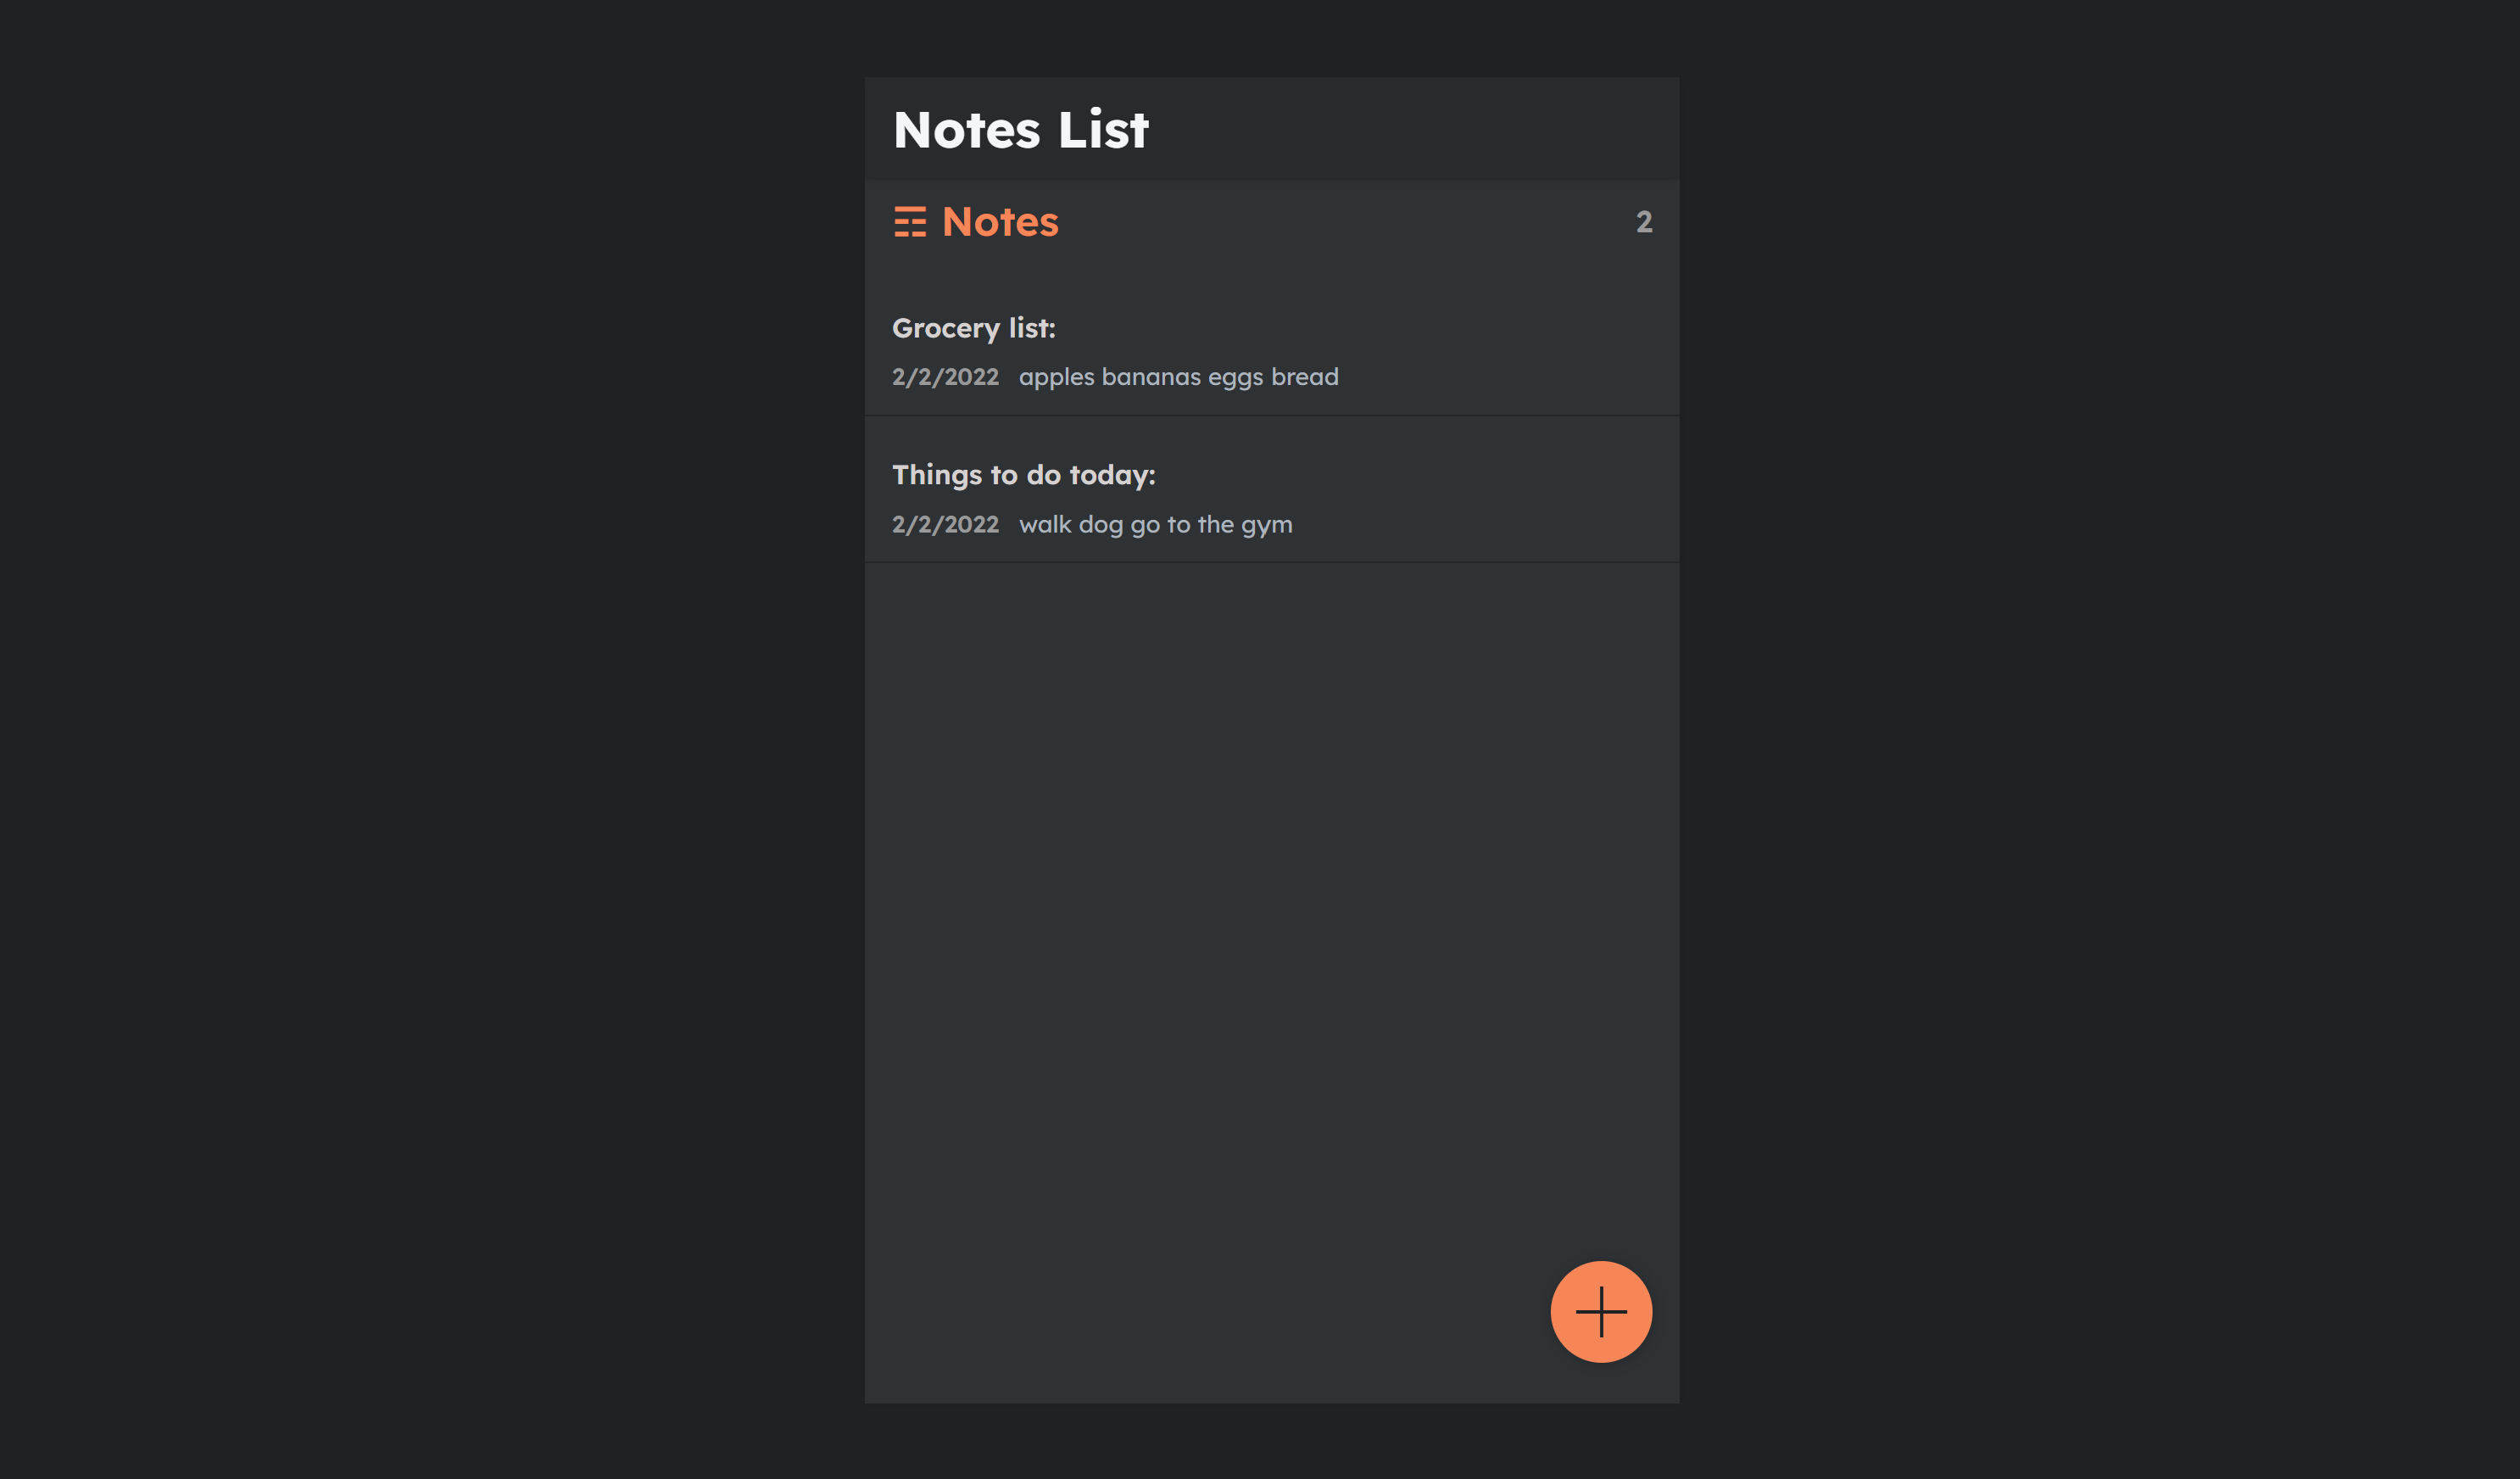 Notes List
☶ Notes
2
Grocery list:
2/2/2022 apples bananas eggs bread
Things to do today:
2/2/2022 walk dog go to the gym